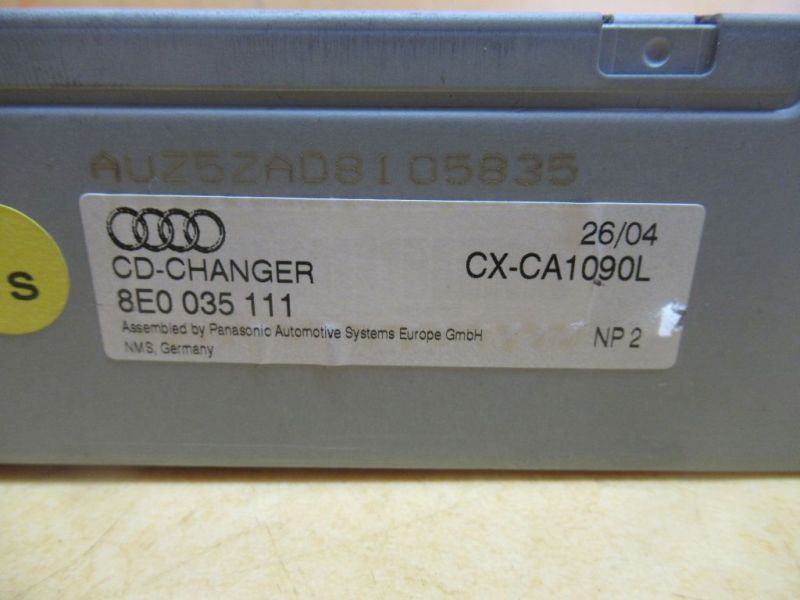 AUZ5ZAD8105835
26/04
CD-CHANGER CX-CA1090L
8E0 035 111
Assembled by Panasonic Automotive Systems Europe GmbH NP 2
NMS, Germany
S